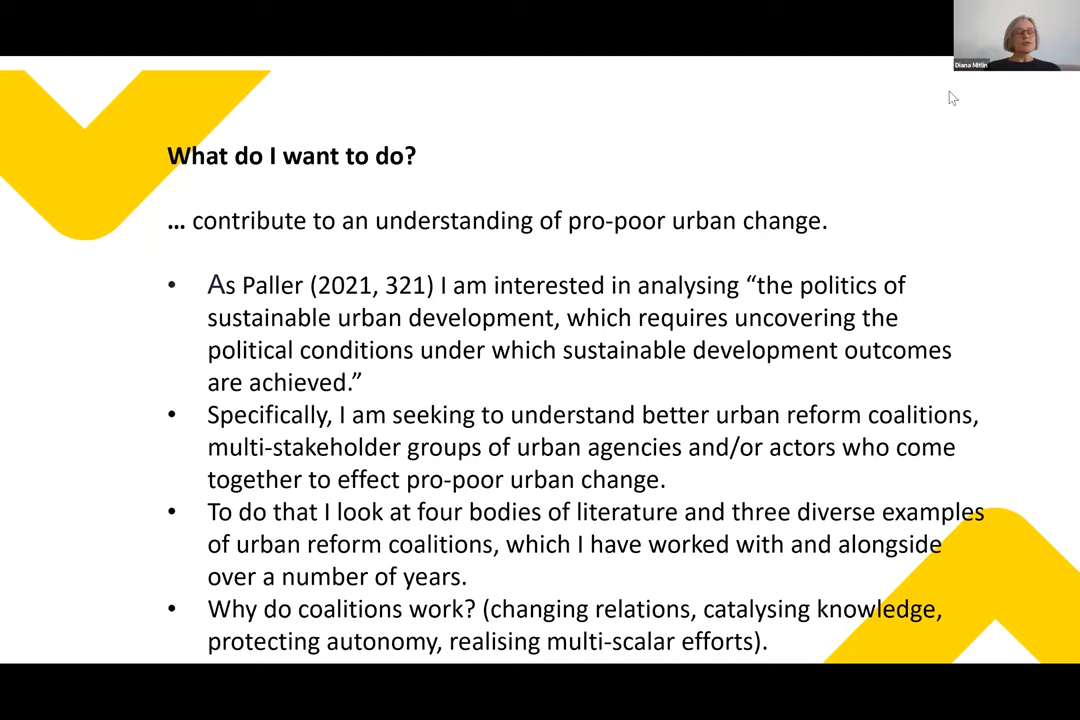 Diana Mitlin
What do I want to do?
... contribute to an understanding of pro-poor urban change.
• As Paller (2021, 321) I am interested in analysing “the politics of
sustainable urban development, which requires uncovering the
political conditions under which sustainable development outcomes
are achieved.”
• Specifically, I am seeking to understand better urban reform coalitions,
multi-stakeholder groups of urban agencies and/or actors who come
together to effect pro-poor urban change.
• To do that I look at four bodies of literature and three diverse examples
of urban reform coalitions, which I have worked with and alongside
over a number of years.
• Why do coalitions work? (changing relations, catalysing knowledge,
protecting autonomy, realising multi-scalar efforts).